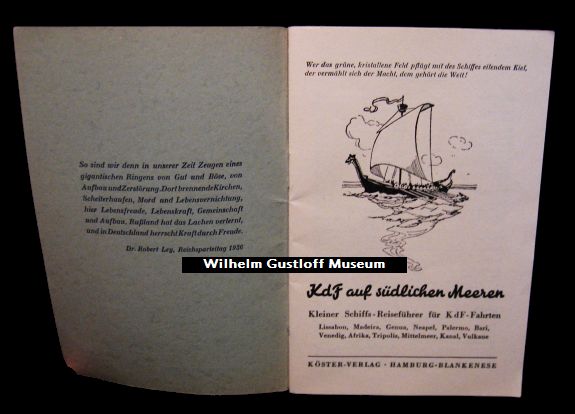 So sind wir denn in unserer Zeit Zeugen eines
gigantischen Ringens von Gut und Böse, von
Aufbau und Zerstörung. Dort brennende Kirchen,
Scheiterhaufen, Mord und Lebensvernichtung,
hier Lebensfreude, Lebenskraft, Gemeinschaft
und Aufbau. Rußland hat das Lachen verlernt,
und in Deutschland herrscht Kraft durch Freude.
Dr. Robert Ley, Reichsparteitag 1936
Wer das grüne, kristallene Feld pflügt mit des Schiffes eilendem Kiel,
der vermählt sich der Macht, dem gehört die Welt!
Wilhelm Gustloff Museum
KdF auf südlichen Meeren
Kleiner Schiffs-Reiseführer für KdF-Fahrten
Lissabon, Madeira, Genua, Neapel, Palermo, Bari,
Venedig, Afrika, Tripolis, Mittelmeer, Kanal, Vulkane
KÖSTER-VERLAG · HAMBURG-BLANKENESE